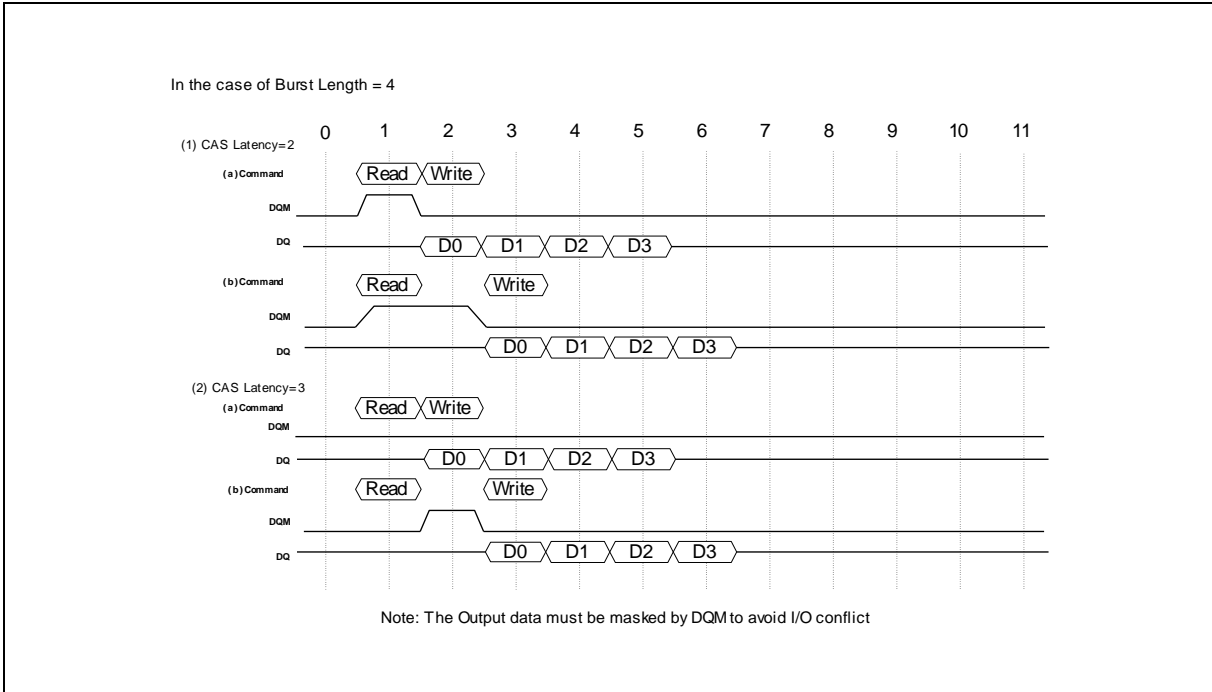 In the case of Burst Length = 4
0 1 2 3 4 5 6 7 8 9 10 11
(1) CAS Latency=2
(a)Command Read Write
DQM
DQ D0 D1 D2 D3
(b)Command Read Write
DQM
DQ D0 D1 D2 D3
(2) CAS Latency=3
(a)Command Read Write
DQM
DQ D0 D1 D2 D3
(b)Command Read Write
DQM
DQ D0 D1 D2 D3
Note: The Output data must be masked by DQM to avoid I/O conflict